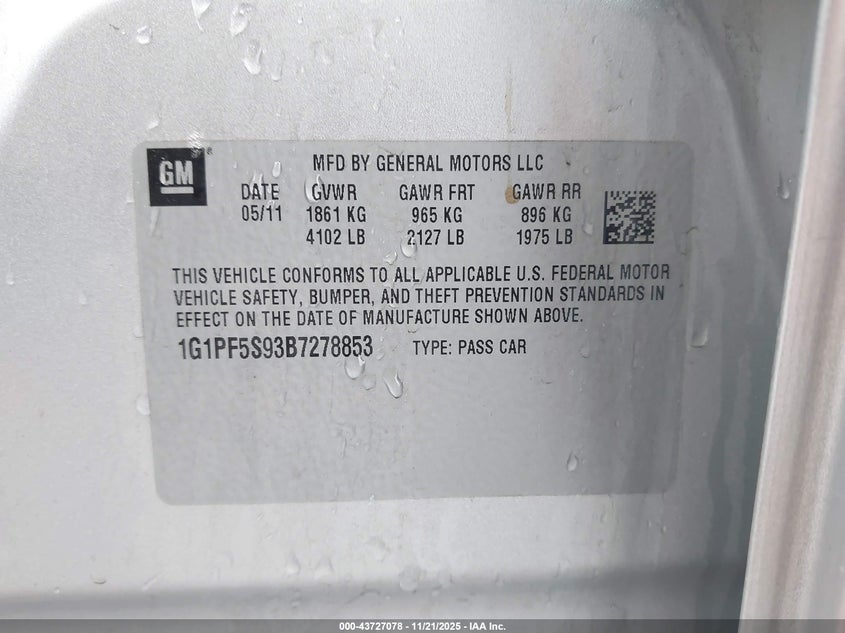 GM
MFD BY GENERAL MOTORS LLC
DATE GVWR GAWR FRT GAWR RR
05/11 1861 KG 965 KG 896 KG
4102 LB 2127 LB 1975 LB
THIS VEHICLE CONFORMS TO ALL APPLICABLE U.S. FEDERAL MOTOR
VEHICLE SAFETY, BUMPER, AND THEFT PREVENTION STANDARDS IN
EFFECT ON THE DATE OF MANUFACTURE SHOWN ABOVE.
1G1PF5S93B7278853 TYPE: PASS CAR
000-43727078 - 11/21/2025 - IAA Inc.